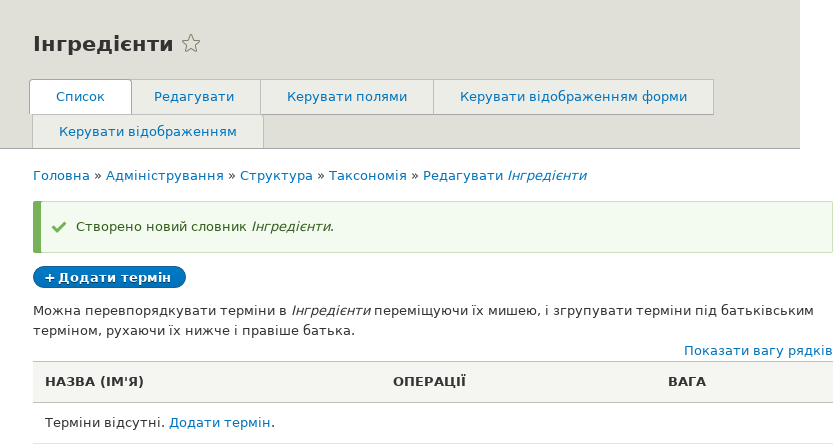 Інгредієнти
Список Редагувати Керувати полями Керувати відображенням форми
Керувати відображенням
Головна » Адміністрування » Структура » Таксономія » Редагувати Інгредієнти
Створено новий словник Інгредієнти.
+ Додати термін
Можна перевпорядкувати терміни в Інгредієнти переміщуючи їх мишею, і згрупувати терміни під батьківським
терміном, рухаючи їх нижче і правіше батька.
Показати вагу рядків
НАЗВА (ІМ'Я) ОПЕРАЦІЇ ВАГА
Терміни відсутні. Додати термін.